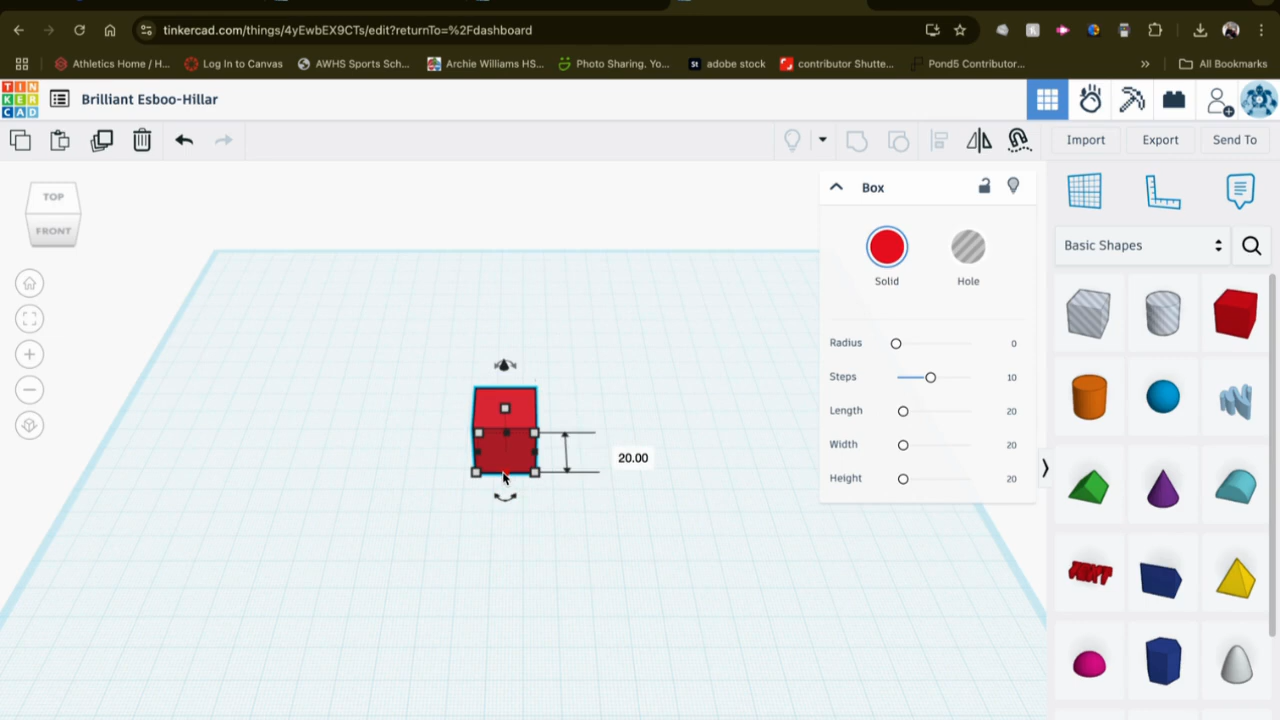 tinkercad.com/things/4yEwbEX9CTs/edit?returnTo=%2Fdashboard
Athletics Home / H...
Log In to Canvas
AWHS Sports Sch...
Archie Williams HS...
Photo Sharing. Yo...
St adobe stock
contributor Shutte...
Pond5 Contributor...
» All Bookmarks
TIN
KER
CAD
Brilliant Esboo-Hillar
Import
Export
Send To
TOP
FRONT
Box
Solid
Hole
Radius 0
Steps 10
Length 20
Width 20
Height 20
20.00
Basic Shapes
TEXT